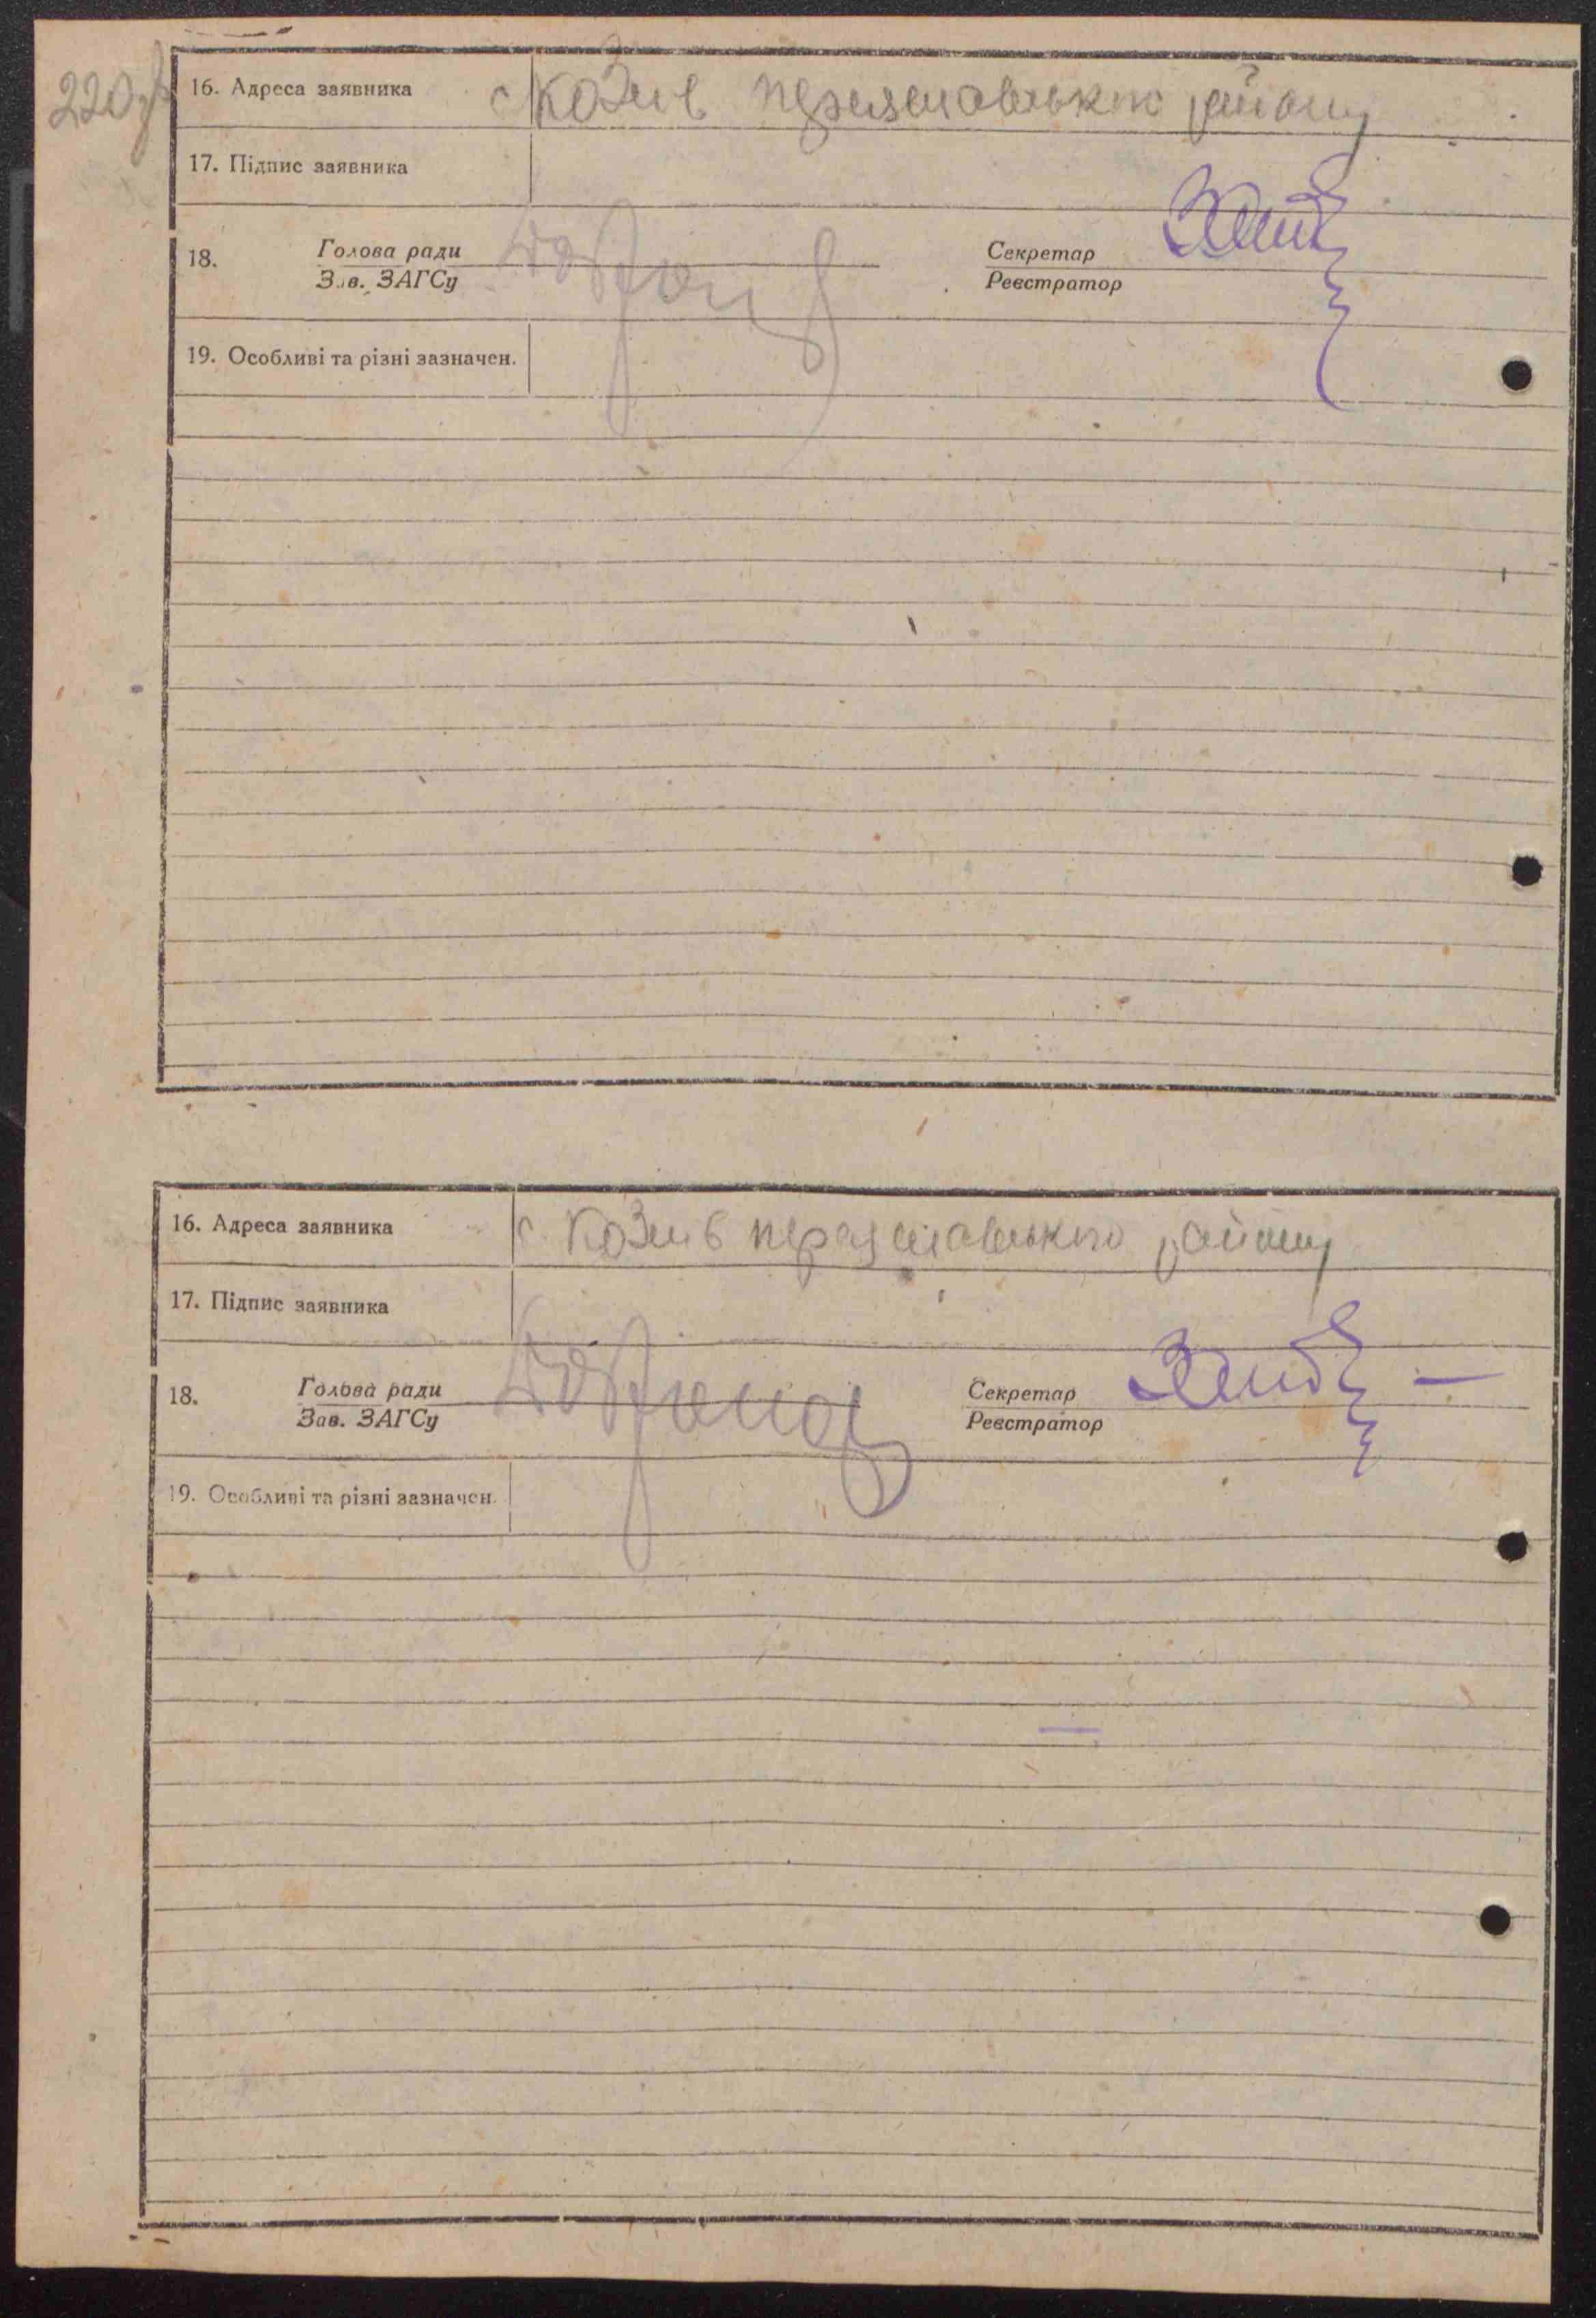 220зв
16. Адреса заявника с Козин Переяславського району
17. Підпис заявника
18. Голова ради Секретар
Зав. ЗАГСу Реєстратор
19. Особливі та різні зазначен.
16. Адреса заявника с. Козин Переяславського району
17. Підпис заявника
18. Голова ради Секретар
Зав. ЗАГСу Реєстратор
19. Особливі та різні зазначен.